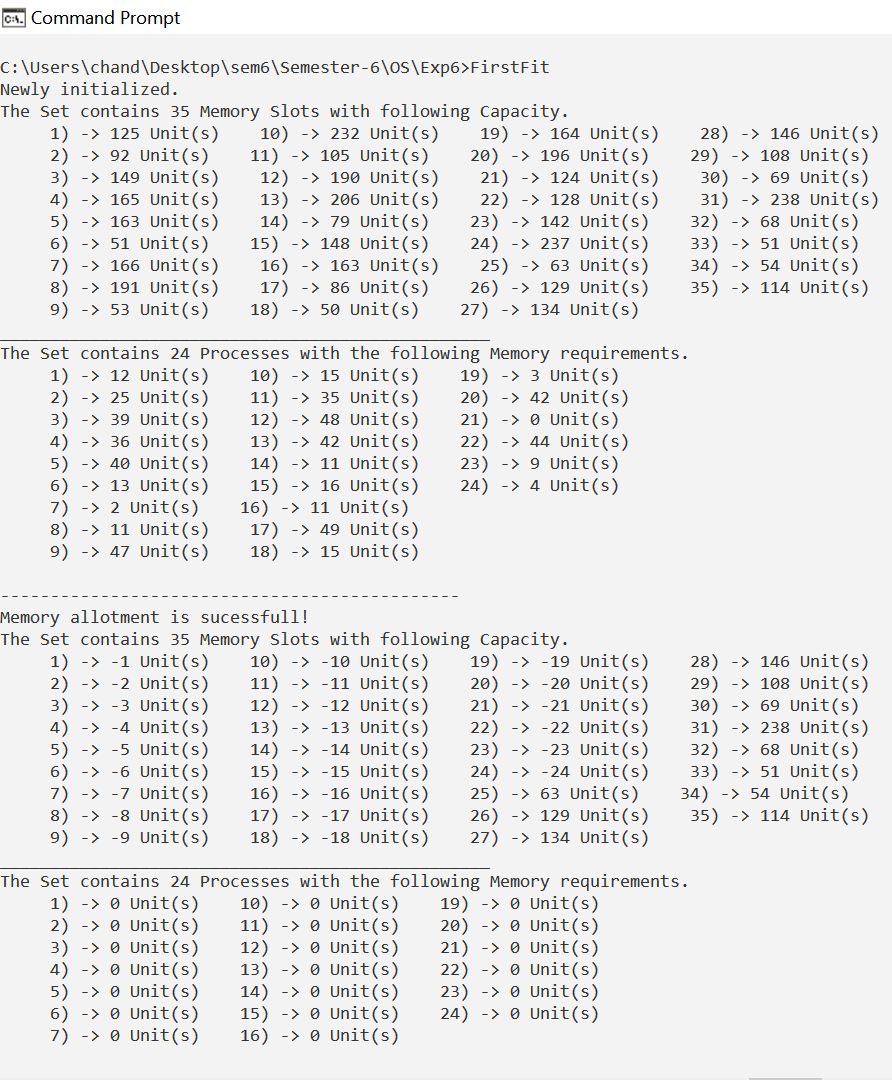 Command Prompt
C:\Users\chand\Desktop\sem6\Semester-6\OS\Exp6>FirstFit
Newly initialized.
The Set contains 35 Memory Slots with following Capacity.
     1) -> 125 Unit(s)    10) -> 232 Unit(s)    19) -> 164 Unit(s)    28) -> 146 Unit(s)
     2) -> 92 Unit(s)    11) -> 105 Unit(s)    20) -> 196 Unit(s)    29) -> 108 Unit(s)
     3) -> 149 Unit(s)    12) -> 190 Unit(s)    21) -> 124 Unit(s)    30) -> 69 Unit(s)
     4) -> 165 Unit(s)    13) -> 206 Unit(s)    22) -> 128 Unit(s)    31) -> 238 Unit(s)
     5) -> 163 Unit(s)    14) -> 79 Unit(s)    23) -> 142 Unit(s)    32) -> 68 Unit(s)
     6) -> 51 Unit(s)    15) -> 148 Unit(s)    24) -> 237 Unit(s)    33) -> 51 Unit(s)
     7) -> 166 Unit(s)    16) -> 163 Unit(s)    25) -> 63 Unit(s)    34) -> 54 Unit(s)
     8) -> 191 Unit(s)    17) -> 86 Unit(s)    26) -> 129 Unit(s)    35) -> 114 Unit(s)
     9) -> 53 Unit(s)    18) -> 50 Unit(s)    27) -> 134 Unit(s)
_________________________________________________
The Set contains 24 Processes with the following Memory requirements.
     1) -> 12 Unit(s)    10) -> 15 Unit(s)    19) -> 3 Unit(s)
     2) -> 25 Unit(s)    11) -> 35 Unit(s)    20) -> 42 Unit(s)
     3) -> 39 Unit(s)    12) -> 48 Unit(s)    21) -> 0 Unit(s)
     4) -> 36 Unit(s)    13) -> 42 Unit(s)    22) -> 44 Unit(s)
     5) -> 40 Unit(s)    14) -> 11 Unit(s)    23) -> 9 Unit(s)
     6) -> 13 Unit(s)    15) -> 16 Unit(s)    24) -> 4 Unit(s)
     7) -> 2 Unit(s)    16) -> 11 Unit(s)
     8) -> 11 Unit(s)    17) -> 49 Unit(s)
     9) -> 47 Unit(s)    18) -> 15 Unit(s)
----------------------------------------------
Memory allotment is sucessfull!
The Set contains 35 Memory Slots with following Capacity.
     1) -> -1 Unit(s)    10) -> -10 Unit(s)    19) -> -19 Unit(s)    28) -> 146 Unit(s)
     2) -> -2 Unit(s)    11) -> -11 Unit(s)    20) -> -20 Unit(s)    29) -> 108 Unit(s)
     3) -> -3 Unit(s)    12) -> -12 Unit(s)    21) -> -21 Unit(s)    30) -> 69 Unit(s)
     4) -> -4 Unit(s)    13) -> -13 Unit(s)    22) -> -22 Unit(s)    31) -> 238 Unit(s)
     5) -> -5 Unit(s)    14) -> -14 Unit(s)    23) -> -23 Unit(s)    32) -> 68 Unit(s)
     6) -> -6 Unit(s)    15) -> -15 Unit(s)    24) -> -24 Unit(s)    33) -> 51 Unit(s)
     7) -> -7 Unit(s)    16) -> -16 Unit(s)    25) -> 63 Unit(s)    34) -> 54 Unit(s)
     8) -> -8 Unit(s)    17) -> -17 Unit(s)    26) -> 129 Unit(s)    35) -> 114 Unit(s)
     9) -> -9 Unit(s)    18) -> -18 Unit(s)    27) -> 134 Unit(s)
_________________________________________________
The Set contains 24 Processes with the following Memory requirements.
     1) -> 0 Unit(s)    10) -> 0 Unit(s)    19) -> 0 Unit(s)
     2) -> 0 Unit(s)    11) -> 0 Unit(s)    20) -> 0 Unit(s)
     3) -> 0 Unit(s)    12) -> 0 Unit(s)    21) -> 0 Unit(s)
     4) -> 0 Unit(s)    13) -> 0 Unit(s)    22) -> 0 Unit(s)
     5) -> 0 Unit(s)    14) -> 0 Unit(s)    23) -> 0 Unit(s)
     6) -> 0 Unit(s)    15) -> 0 Unit(s)    24) -> 0 Unit(s)
     7) -> 0 Unit(s)    16) -> 0 Unit(s)